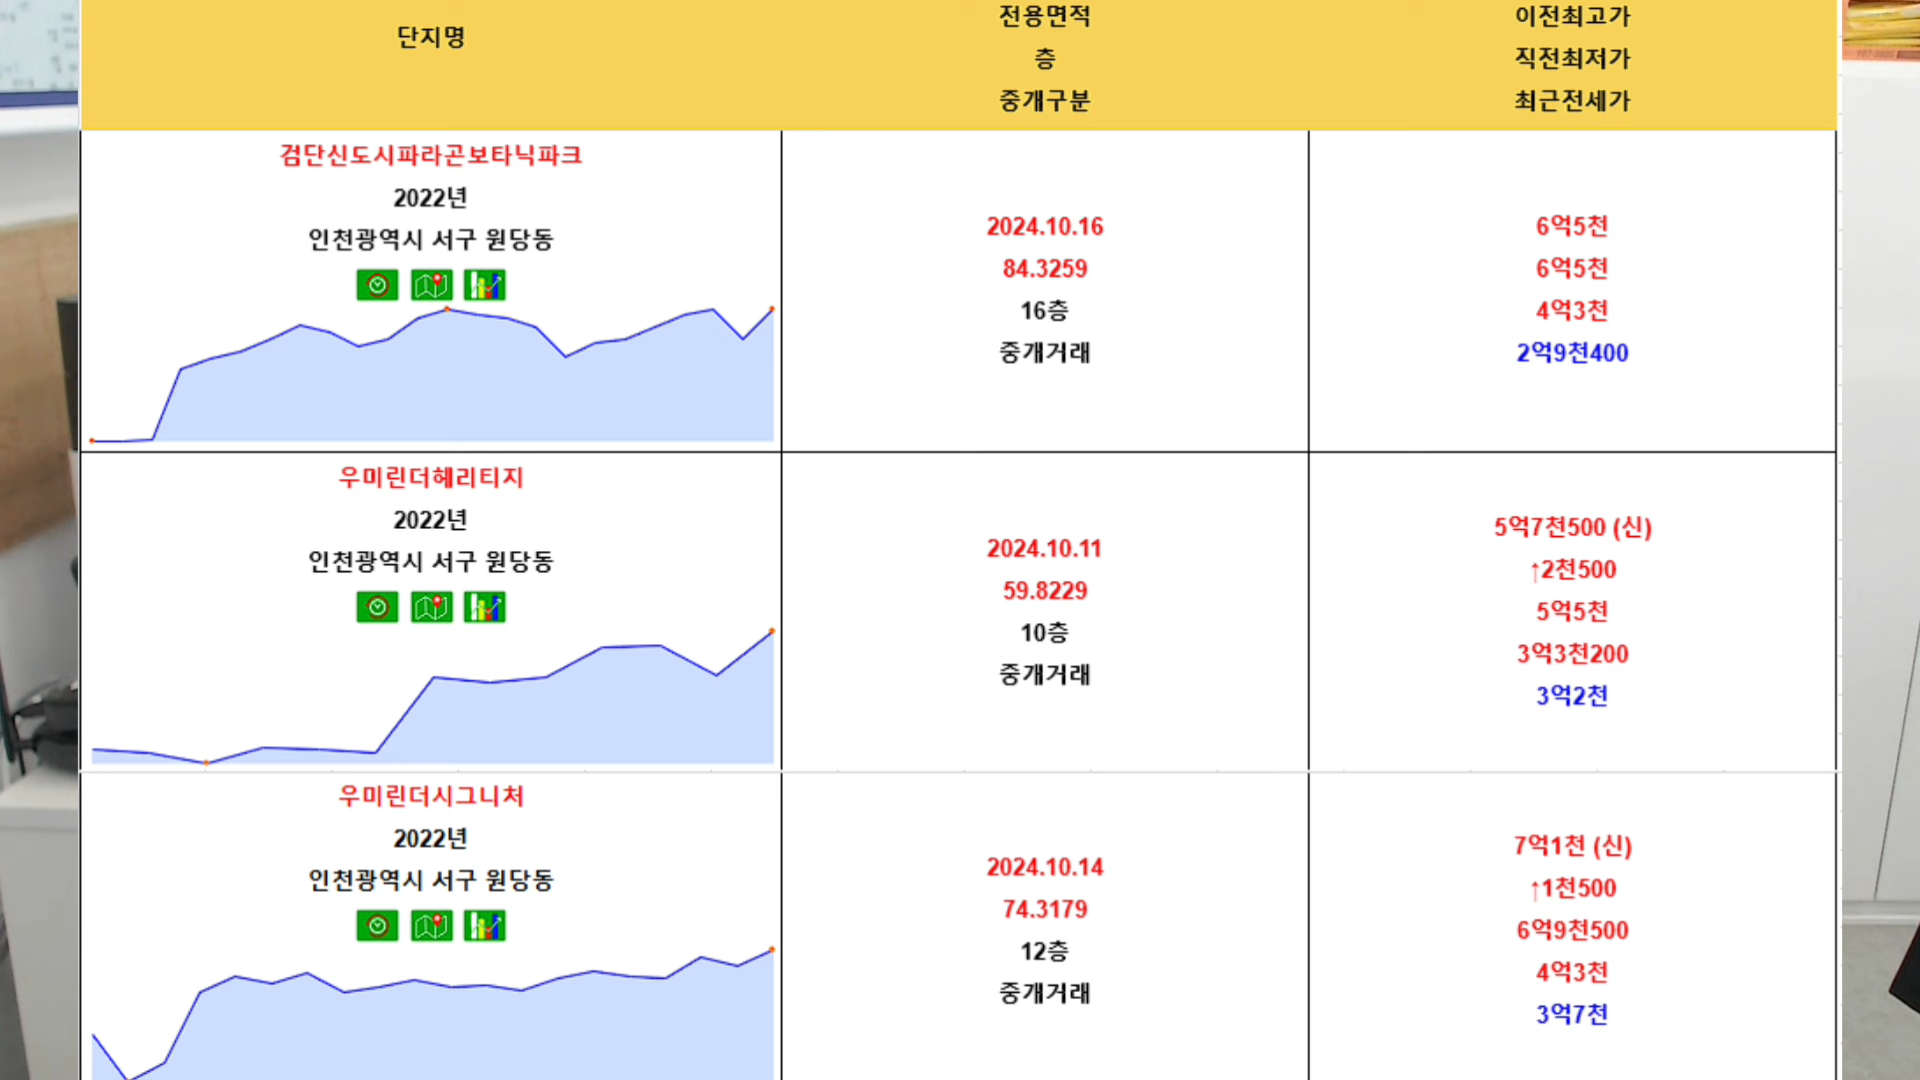 단지명
전용면적
층
중개구분
이전최고가
직전최저가
최근전세가
검단신도시파라곤보타닉파크
2022년
인천광역시 서구 원당동
2024.10.16
84.3259
16층
중개거래
6억5천
6억5천
4억3천
2억9천400
우미린더헤리티지
2022년
인천광역시 서구 원당동
2024.10.11
59.8229
10층
중개거래
5억7천500 (신)
↑2천500
5억5천
3억3천200
3억2천
우미린더시그니처
2022년
인천광역시 서구 원당동
2024.10.14
74.3179
12층
중개거래
7억1천 (신)
↑1천500
6억9천500
4억3천
3억7천